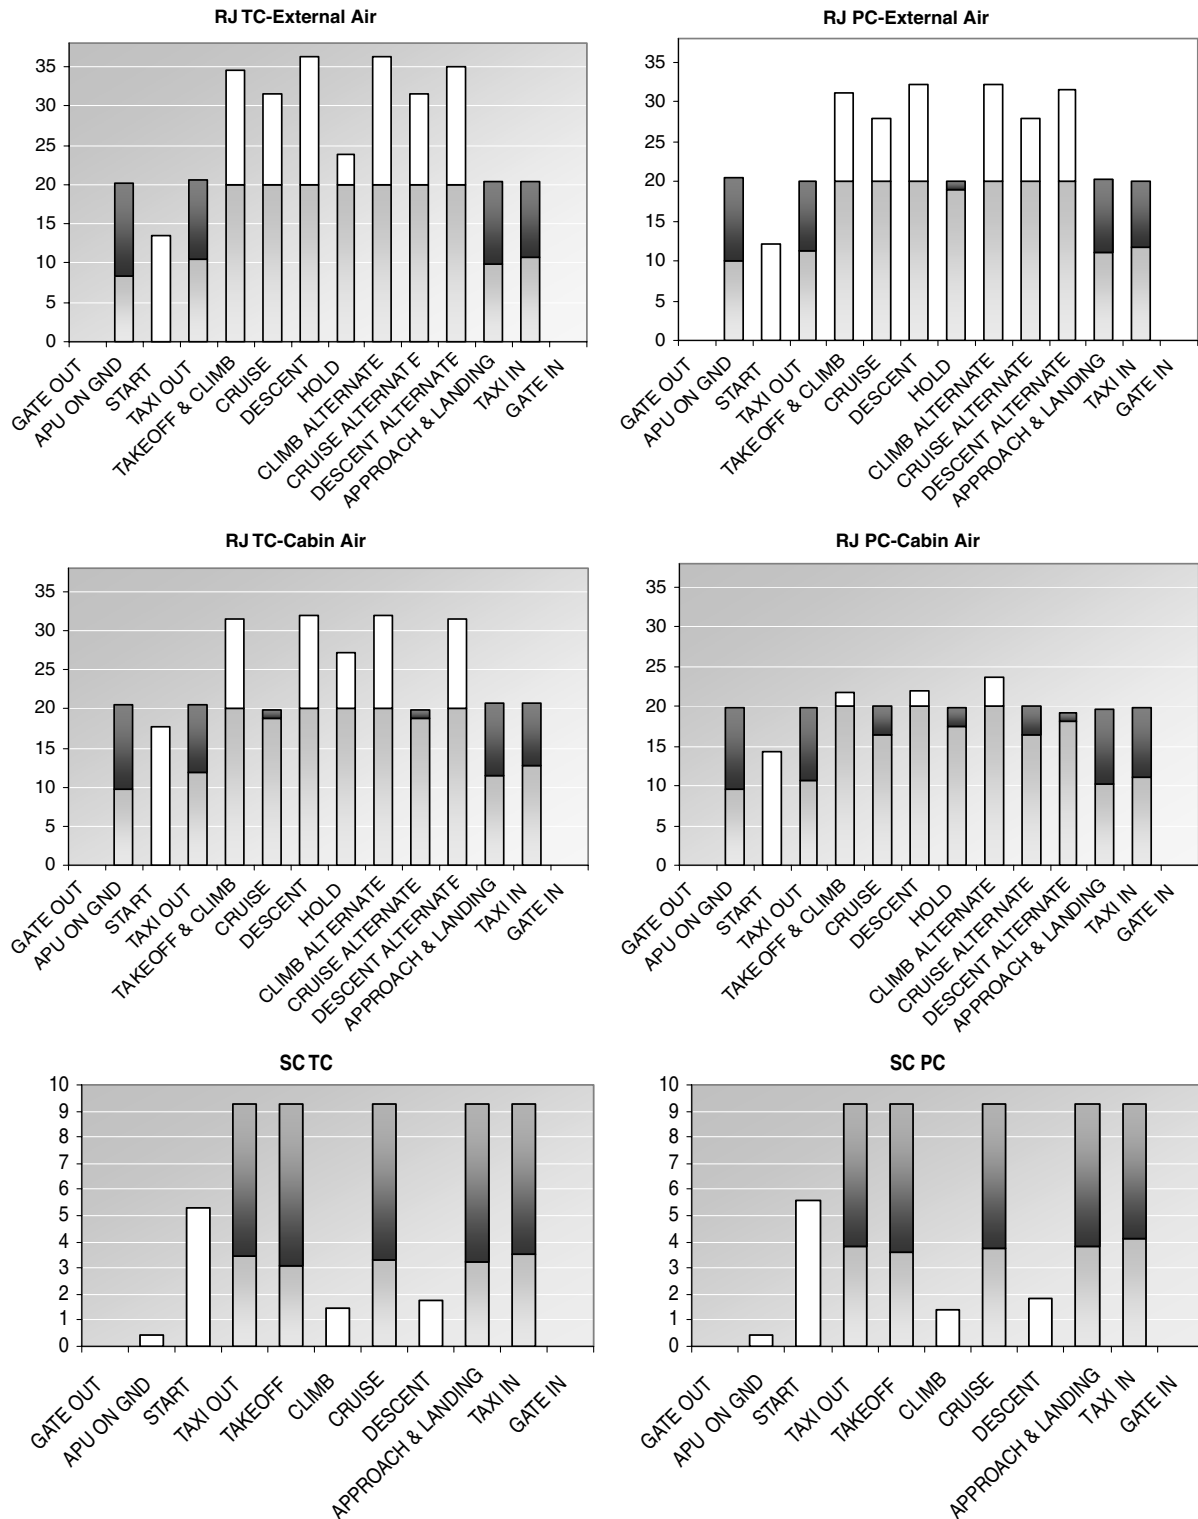 RJ TC-External Air
35
30
25
20
15
10
5
0
GATE OUT
APU ON GND
START
TAXI OUT
TAKEOFF & CLIMB
CRUISE
DESCENT
HOLD
CLIMB ALTERNATE
CRUISE ALTERNATE
DESCENT ALTERNATE
APPROACH & LANDING
TAXI IN
GATE IN
RJ PC-External Air
35
30
25
20
15
10
5
0
GATE OUT
APU ON GND
START
TAXI OUT
TAKE OFF & CLIMB
CRUISE
DESCENT
HOLD
CLIMB ALTERNATE
CRUISE ALTERNATE
DESCENT ALTERNATE
APPROACH & LANDING
TAXI IN
GATE IN
RJ TC-Cabin Air
35
30
25
20
15
10
5
0
GATE OUT
APU ON GND
START
TAXI OUT
TAKEOFF & CLIMB
CRUISE
DESCENT
HOLD
CLIMB ALTERNATE
CRUISE ALTERNATE
DESCENT ALTERNATE
APPROACH & LANDING
TAXI IN
GATE IN
RJ PC-Cabin Air
35
30
25
20
15
10
5
0
GATE OUT
APU ON GND
START
TAXI OUT
TAKE OFF & CLIMB
CRUISE
DESCENT
HOLD
CLIMB ALTERNATE
CRUISE ALTERNATE
DESCENT ALTERNATE
APPROACH & LANDING
TAXI IN
GATE IN
SC TC
10
9
8
7
6
5
4
3
2
1
0
GATE OUT
APU ON GND
START
TAXI OUT
TAKEOFF
CLIMB
CRUISE
DESCENT
APPROACH & LANDING
TAXI IN
GATE IN
SC PC
10
9
8
7
6
5
4
3
2
1
0
GATE OUT
APU ON GND
START
TAXI OUT
TAKEOFF
CLIMB
CRUISE
DESCENT
APPROACH & LANDING
TAXI IN
GATE IN